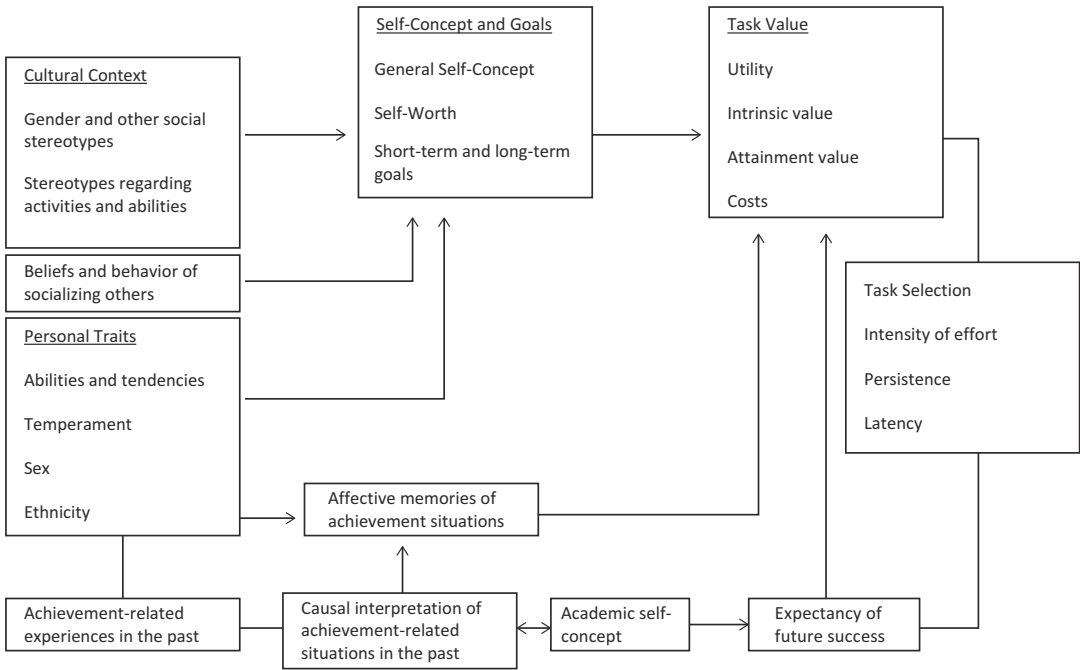 Cultural Context
Gender and other social
stereotypes
Stereotypes regarding
activities and abilities
Beliefs and behavior of
socializing others
Personal Traits
Abilities and tendencies
Temperament
Sex
Ethnicity
Achievement-related
experiences in the past
Self-Concept and Goals
General Self-Concept
Self-Worth
Short-term and long-term
goals
Affective memories of
achievement situations
Causal interpretation of
achievement-related
situations in the past
Academic self-
concept
Expectancy of
future success
Task Value
Utility
Intrinsic value
Attainment value
Costs
Task Selection
Intensity of effort
Persistence
Latency